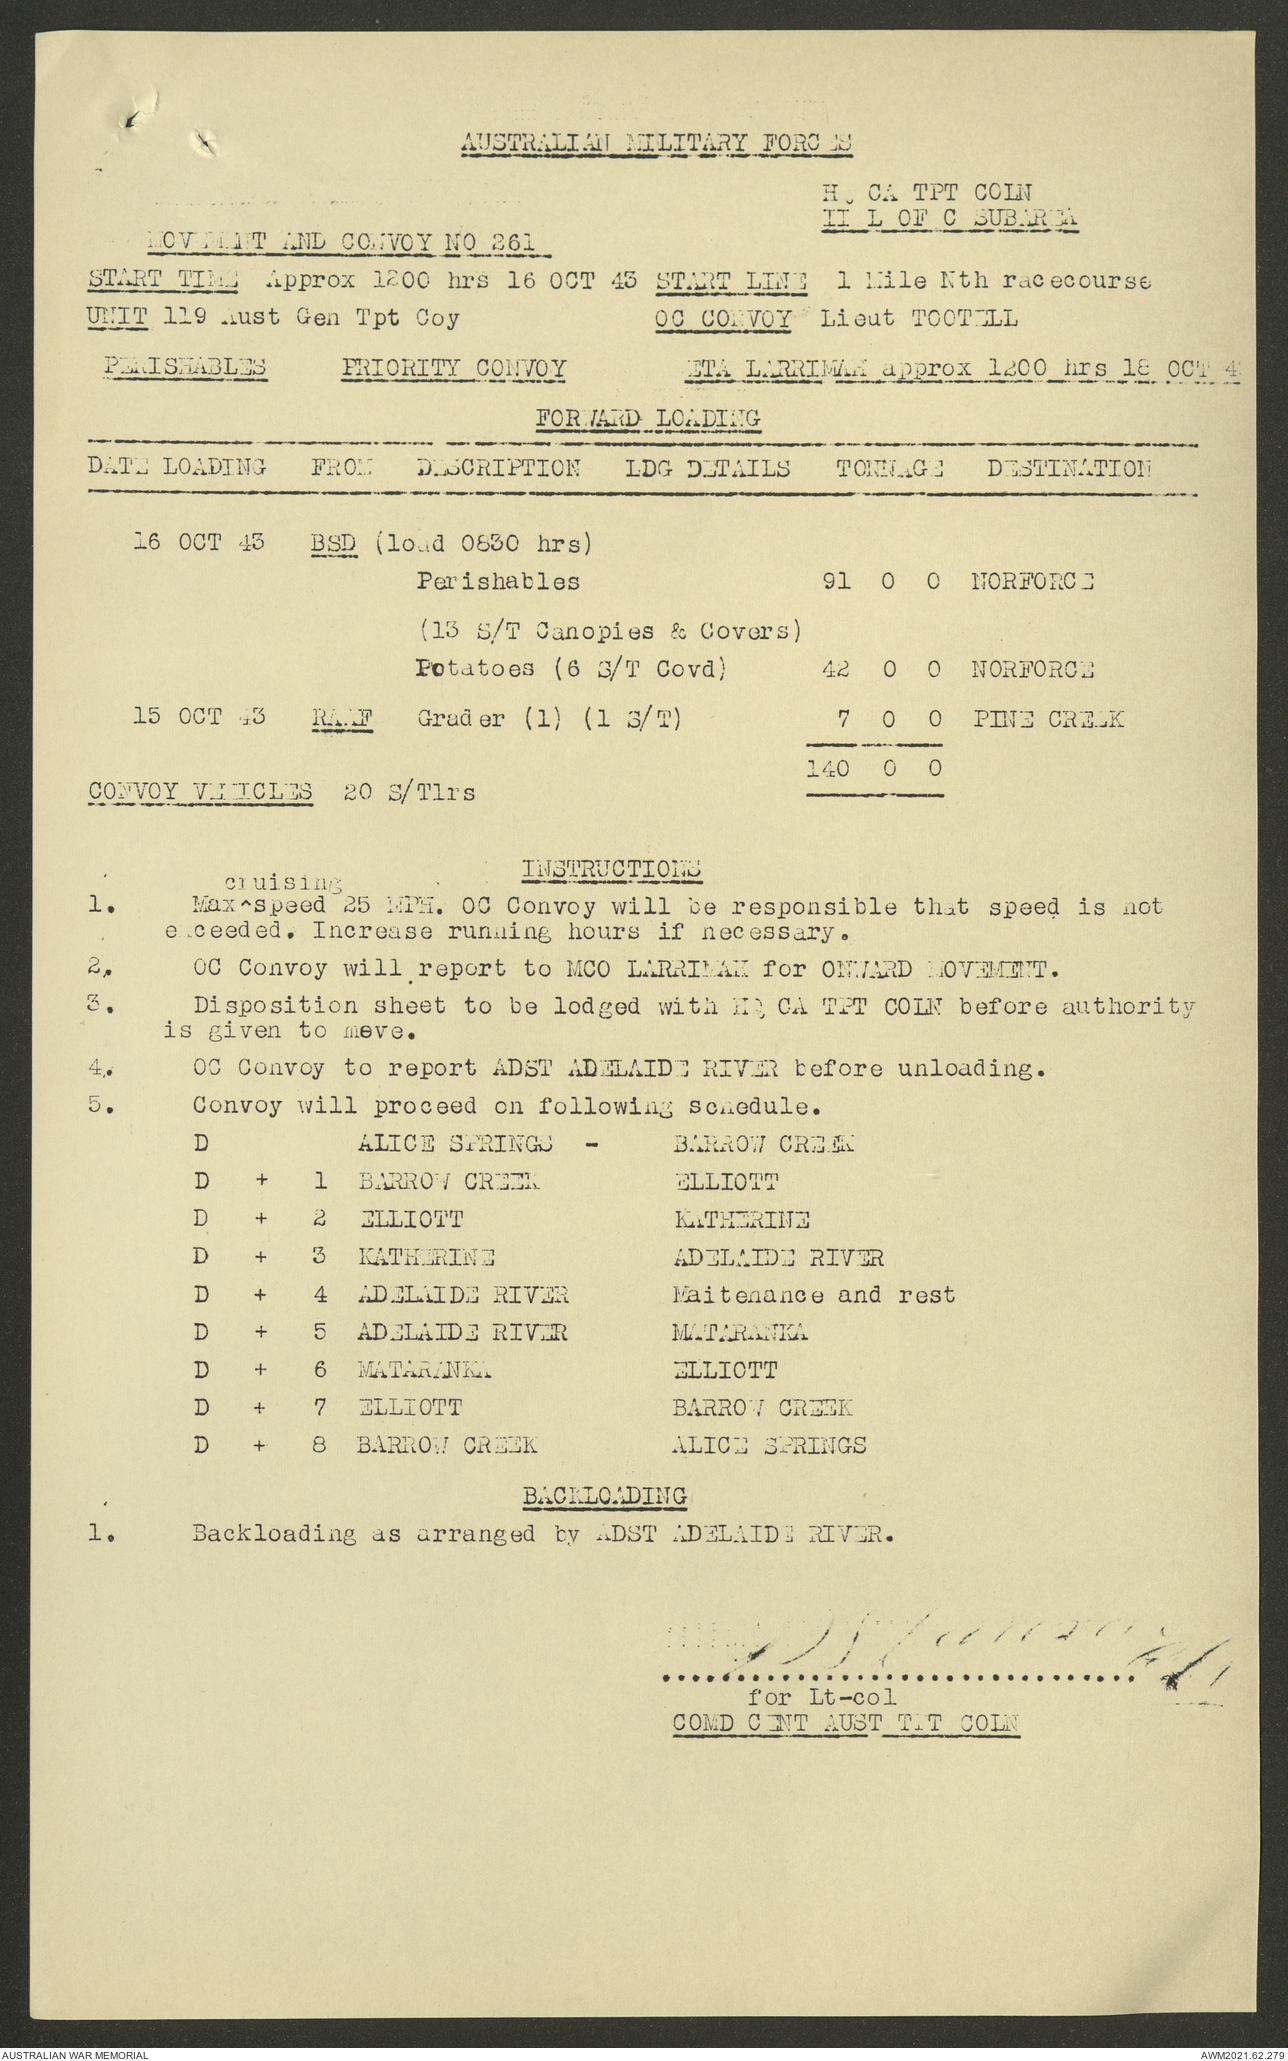 AUSTRALIAN MILITARY FORCES
HQ CA TPT COLN
II L OF C SUBAREA
MOVEMENT AND CONVOY NO 261
START TIME Approx 1200 hrs 16 OCT 43 START LINE 1 Mile Nth racecourse
UNIT 119 Aust Gen Tpt Coy OC CONVOY Lieut TOOTELL
PERISHABLES PRIORITY CONVOY ETA LARRIMAH approx 1200 hrs 18 OCT 4
FORWARD LOADING
DATE LOADING FROM DESCRIPTION LDG DETAILS TONNAGE DESTINATION
16 OCT 43 BSD (load 0830 hrs)
Perishables 91 0 0 NORFORCE
(13 S/T Canopies & Covers)
Potatoes (6 S/T Covd) 42 0 0 NORFORCE
15 OCT 43 RAAF Grader (1) (1 S/T) 7 0 0 PINE CREEK
140 0 0
CONVOY VEHICLES 20 S/Tlrs
INSTRUCTIONS
cruising
1. Max^speed 25 MPH. OC Convoy will be responsible that speed is not
exceeded. Increase running hours if necessary.
2. OC Convoy will report to MCO LARRIMAH for ONWARD MOVEMENT.
3. Disposition sheet to be lodged with HQ CA TPT COLN before authority
is given to meve.
4. OC Convoy to report ADST ADELAIDE RIVER before unloading.
5. Convoy will proceed on following schedule.
D ALICE SPRINGS - BARROW CREEK
D + 1 BARROW CREEK ELLIOTT
D + 2 ELLIOTT KATHERINE
D + 3 KATHERINE ADELAIDE RIVER
D + 4 ADELAIDE RIVER Maitenance and rest
D + 5 ADELAIDE RIVER MATARANKA
D + 6 MATARANKA ELLIOTT
D + 7 ELLIOTT BARROW CREEK
D + 8 BARROW CREEK ALICE SPRINGS
BACKLOADING
1. Backloading as arranged by ADST ADELAIDE RIVER.
for Lt-col
COMD CENT AUST TPT COLN
AUSTRALIAN WAR MEMORIAL AWM2021.62.279